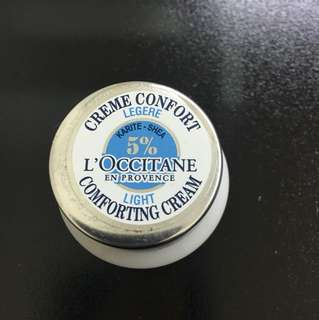 CREME CONFORT
LEGERE
KARITE - SHEA
5%
L'OCCITANE
EN PROVENCE
LIGHT
COMFORTING CREAM